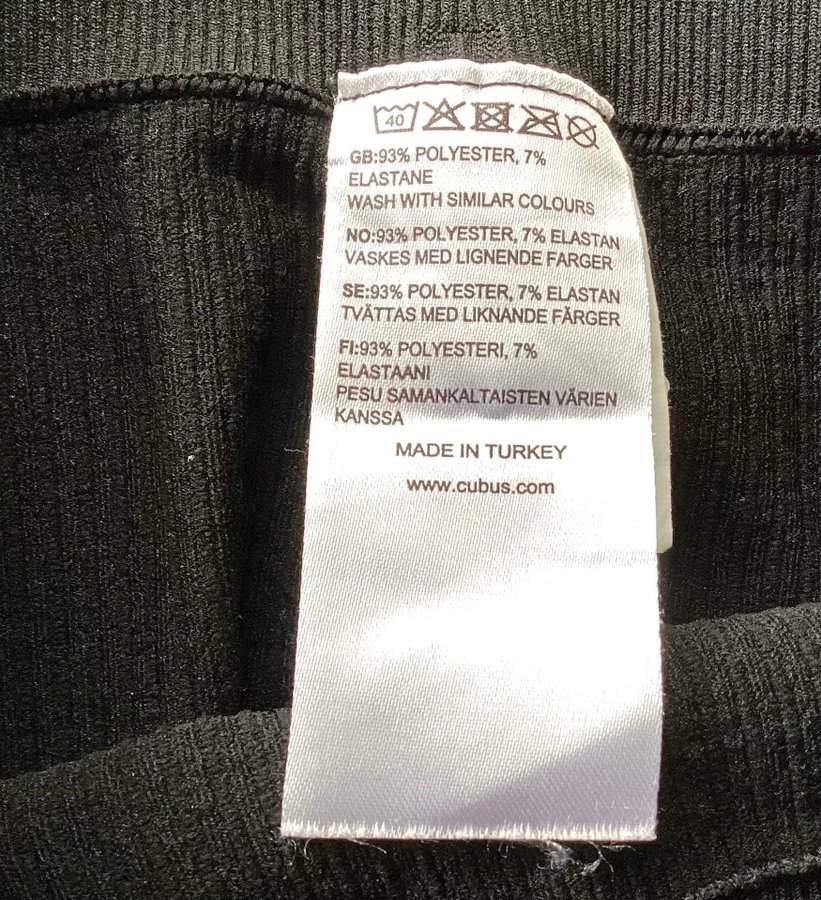 40
GB:93% POLYESTER, 7%
ELASTANE
WASH WITH SIMILAR COLOURS
NO:93% POLYESTER, 7% ELASTAN
VASKES MED LIGNENDE FARGER
SE:93% POLYESTER, 7% ELASTAN
TVÄTTAS MED LIKNANDE FÄRGER
FI:93% POLYESTERI, 7%
ELASTAANI
PESU SAMANKALTAISTEN VÄRIEN
KANSSA
MADE IN TURKEY
www.cubus.com